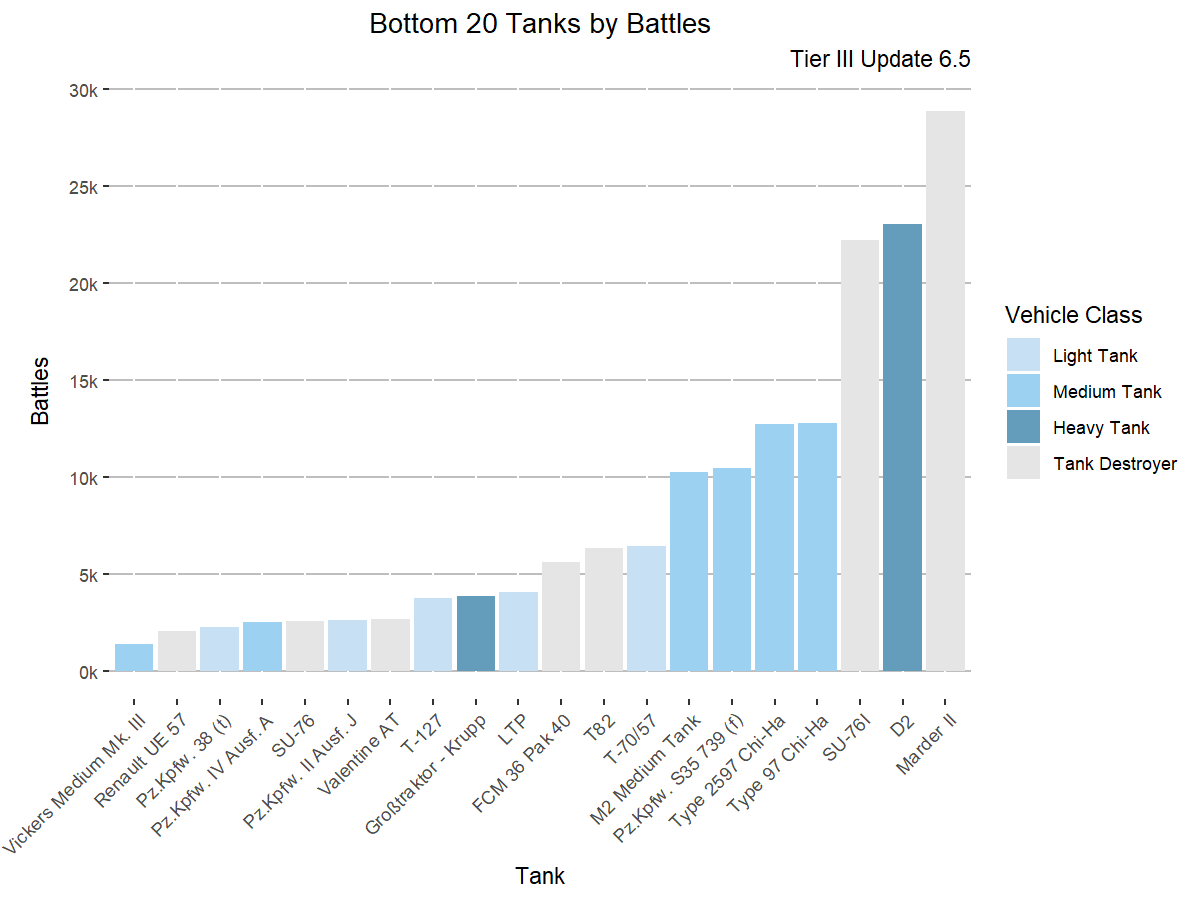 Bottom 20 Tanks by Battles
Tier III Update 6.5
30k
25k
20k
15k
10k
5k
0k
Battles
Vickers Medium Mk. III
Renault UE 57
Pz.Kpfw. 38 (t)
Pz.Kpfw. IV Ausf. A
SU-76
Pz.Kpfw. II Ausf. J
Valentine AT
T-127
Großtraktor - Krupp
LTP
FCM 36 Pak 40
T82
T-70/57
M2 Medium Tank
Pz.Kpfw. S35 739 (f)
Type 2597 Chi-Ha
Type 97 Chi-Ha
SU-76I
D2
Marder II
Tank
Vehicle Class
Light Tank
Medium Tank
Heavy Tank
Tank Destroyer